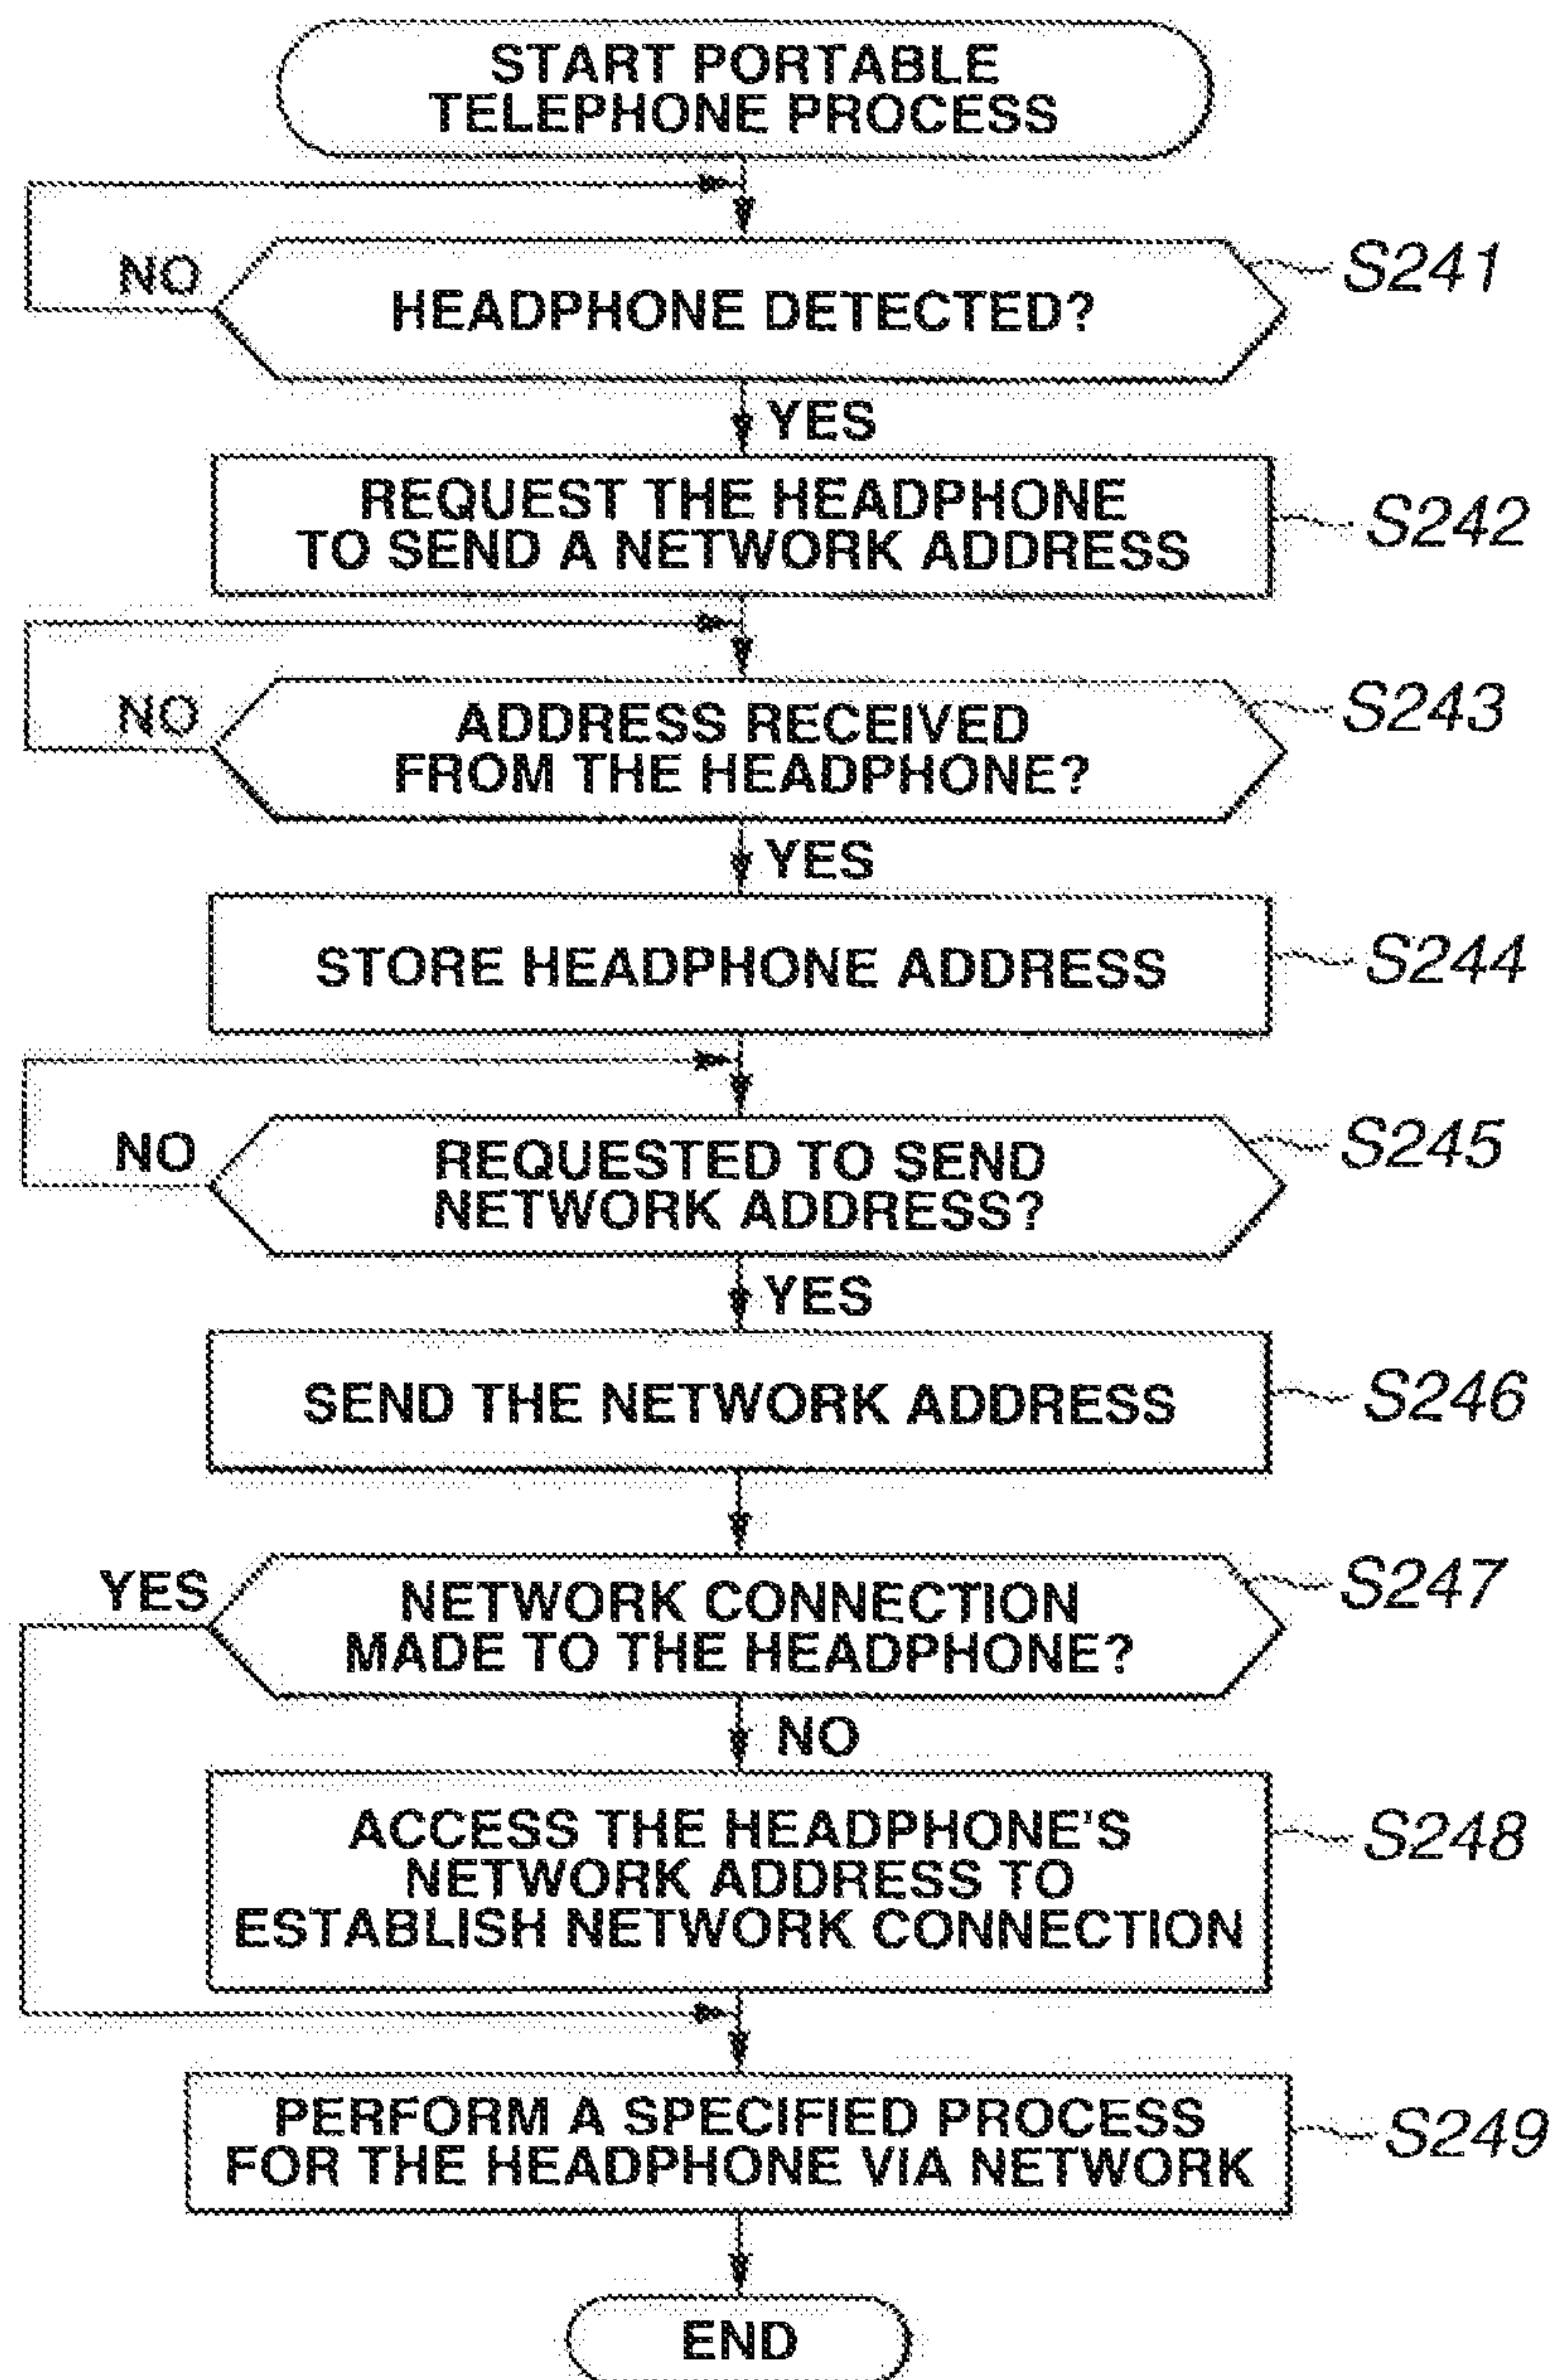 START PORTABLE
TELEPHONE PROCESS
NO
HEADPHONE DETECTED?
S241
YES
REQUEST THE HEADPHONE
TO SEND A NETWORK ADDRESS
S242
NO
ADDRESS RECEIVED
FROM THE HEADPHONE?
S243
YES
STORE HEADPHONE ADDRESS
S244
NO
REQUESTED TO SEND
NETWORK ADDRESS?
S245
YES
SEND THE NETWORK ADDRESS
S246
YES
NETWORK CONNECTION
MADE TO THE HEADPHONE?
S247
NO
ACCESS THE HEADPHONE'S
NETWORK ADDRESS TO
ESTABLISH NETWORK CONNECTION
S248
PERFORM A SPECIFIED PROCESS
FOR THE HEADPHONE VIA NETWORK
S249
END